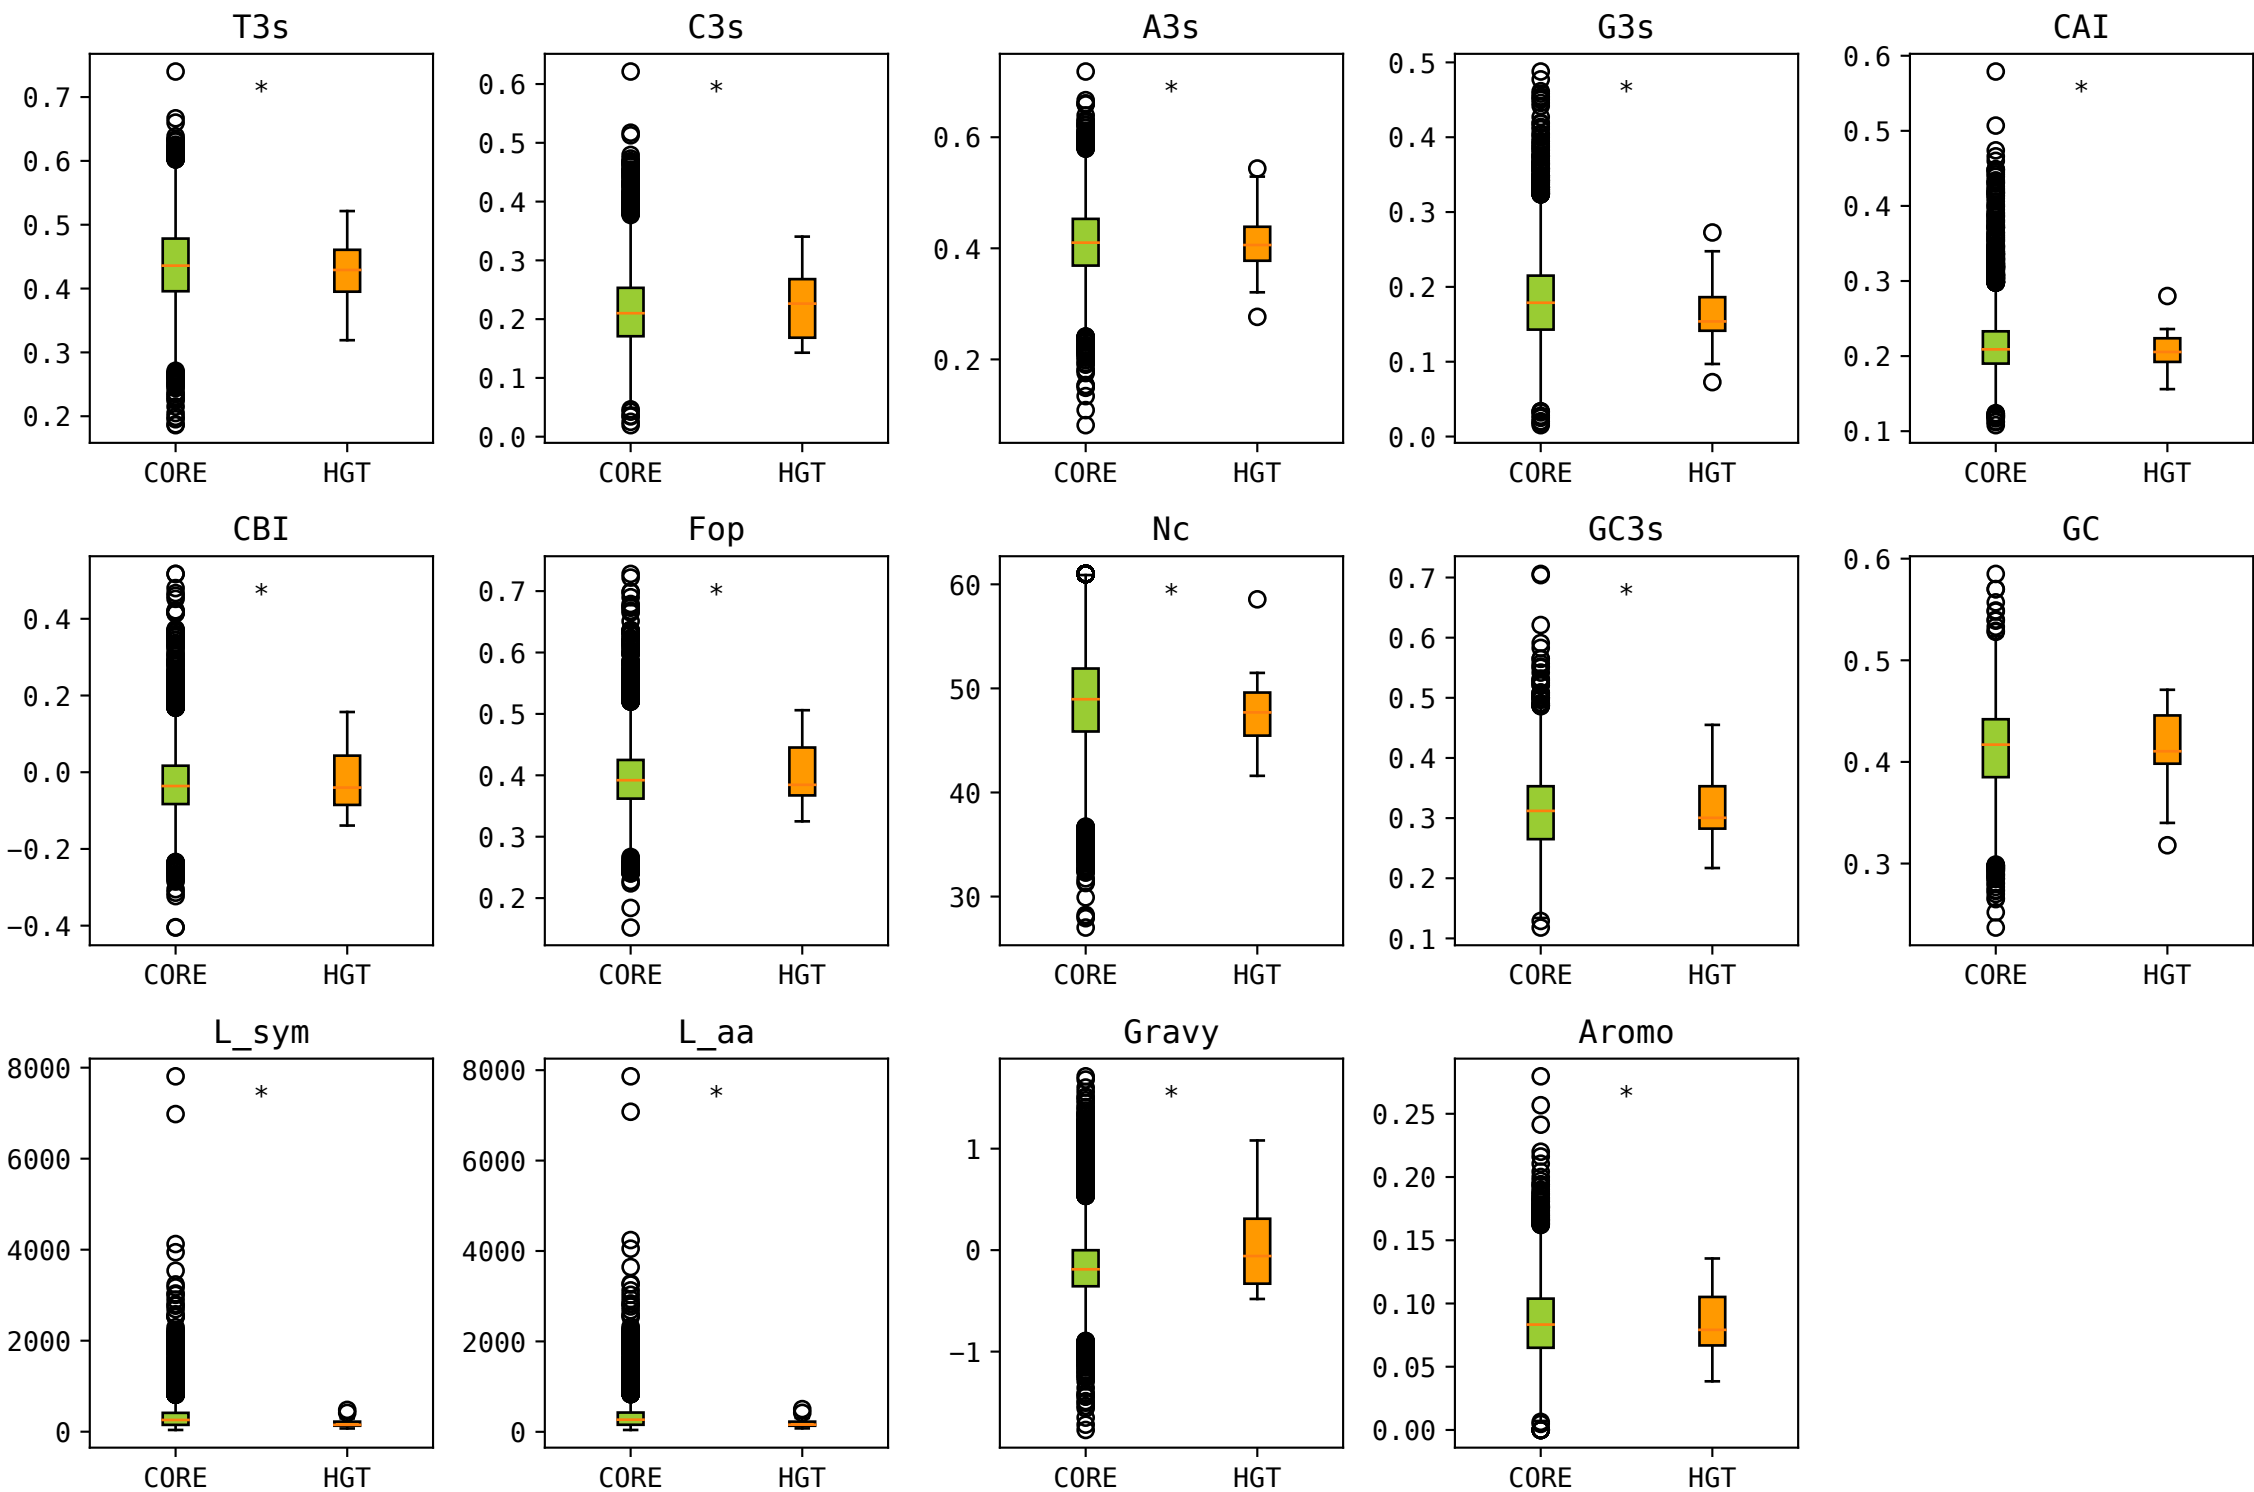 T3s C3s A3s G3s CAI
0.7 0.6 0.5 0.4 0.3 0.2
*
CORE HGT
0.6 0.5 0.4 0.3 0.2 0.1 0.0
*
CORE HGT
0.6 0.4 0.2
*
CORE HGT
0.5 0.4 0.3 0.2 0.1 0.0
*
CORE HGT
0.6 0.5 0.4 0.3 0.2 0.1
*
CORE HGT
CBI Fop Nc GC3s GC
0.4 0.2 0.0 −0.2 −0.4
*
CORE HGT
0.7 0.6 0.5 0.4 0.3 0.2
*
CORE HGT
60 50 40 30
*
CORE HGT
0.7 0.6 0.5 0.4 0.3 0.2 0.1
*
CORE HGT
0.6 0.5 0.4 0.3
CORE HGT
L_sym L_aa Gravy Aromo
8000 6000 4000 2000 0
*
CORE HGT
8000 6000 4000 2000 0
*
CORE HGT
1 0 −1
*
CORE HGT
0.25 0.20 0.15 0.10 0.05 0.00
*
CORE HGT